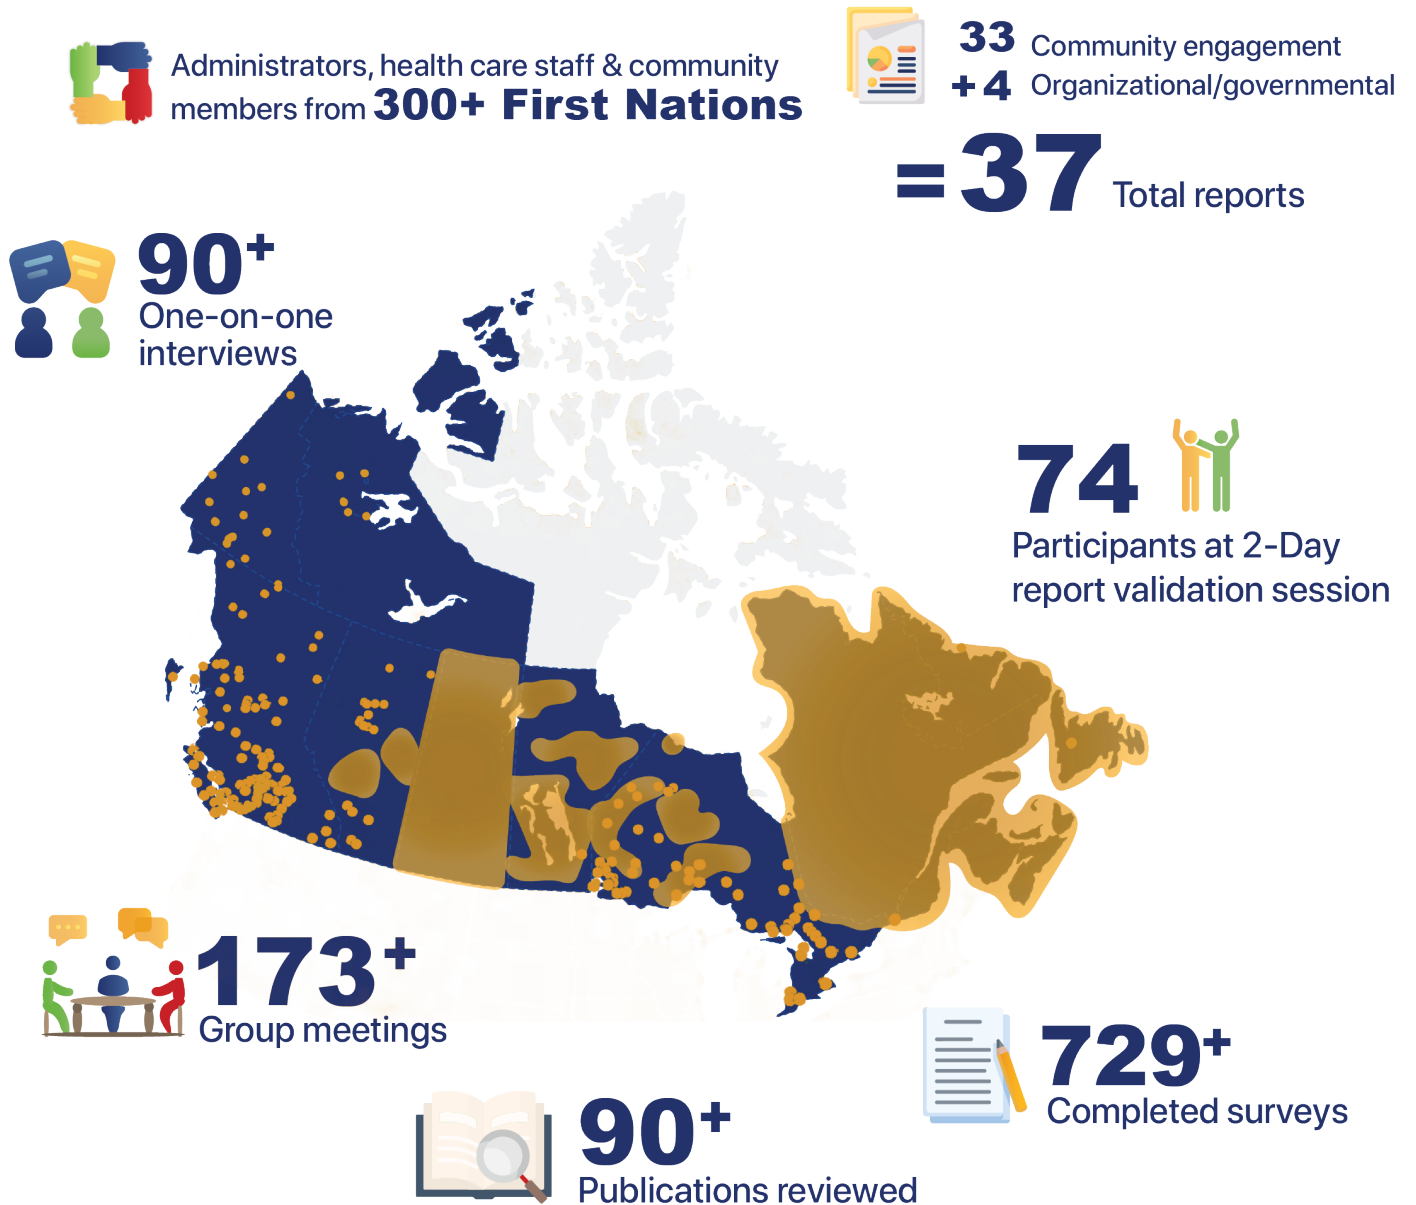 Administrators, health care staff & community
members from 300+ First Nations
33 Community engagement
+4 Organizational/governmental
=37 Total reports
90+
One-on-one
interviews
74
Participants at 2-Day
report validation session
173+
Group meetings
729+
Completed surveys
90+
Publications reviewed